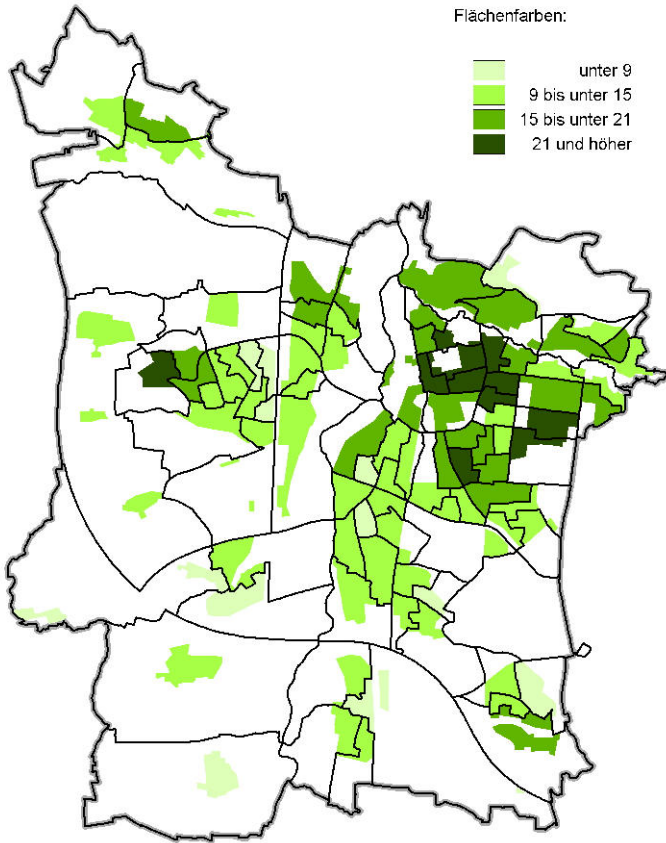 Flächenfarben:
unter 9
9 bis unter 15
15 bis unter 21
21 und höher